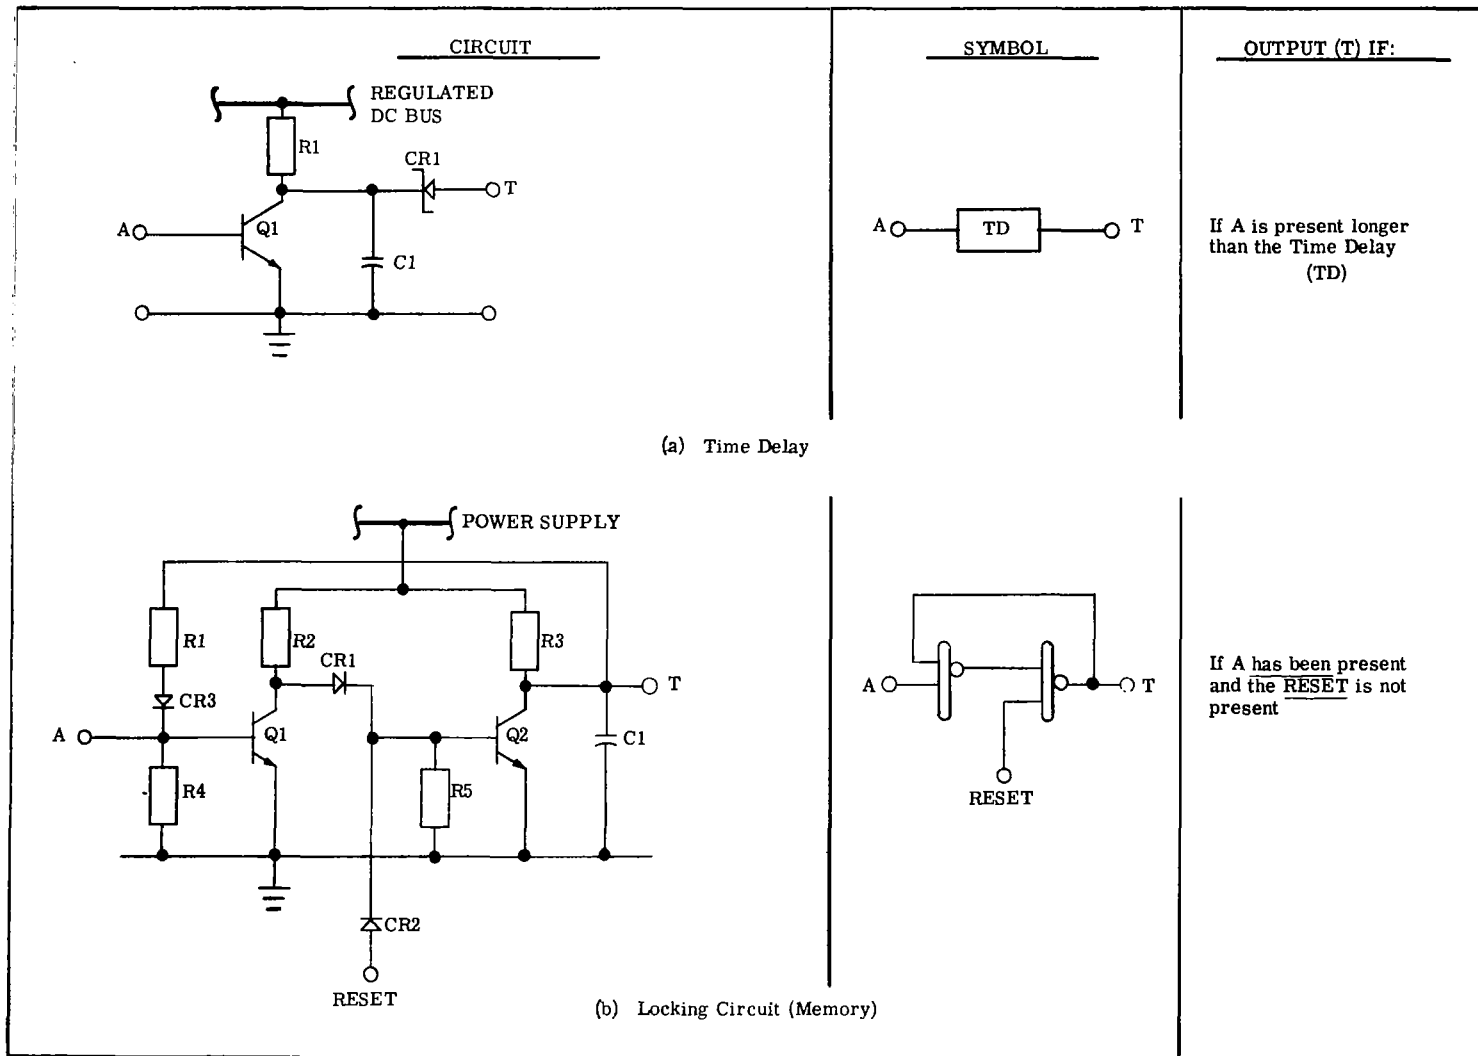 CIRCUIT
SYMBOL
OUTPUT (T) IF:
REGULATED
DC BUS
R1
CR1
T
A
Q1
C1
A
TD
T
If A is present longer
than the Time Delay
(TD)
(a) Time Delay
POWER SUPPLY
R1
R2
R3
CR1
CR3
T
A
Q1
Q2
C1
R4
R5
CR2
RESET
A
T
RESET
If A has been present
and the RESET is not
present
(b) Locking Circuit (Memory)